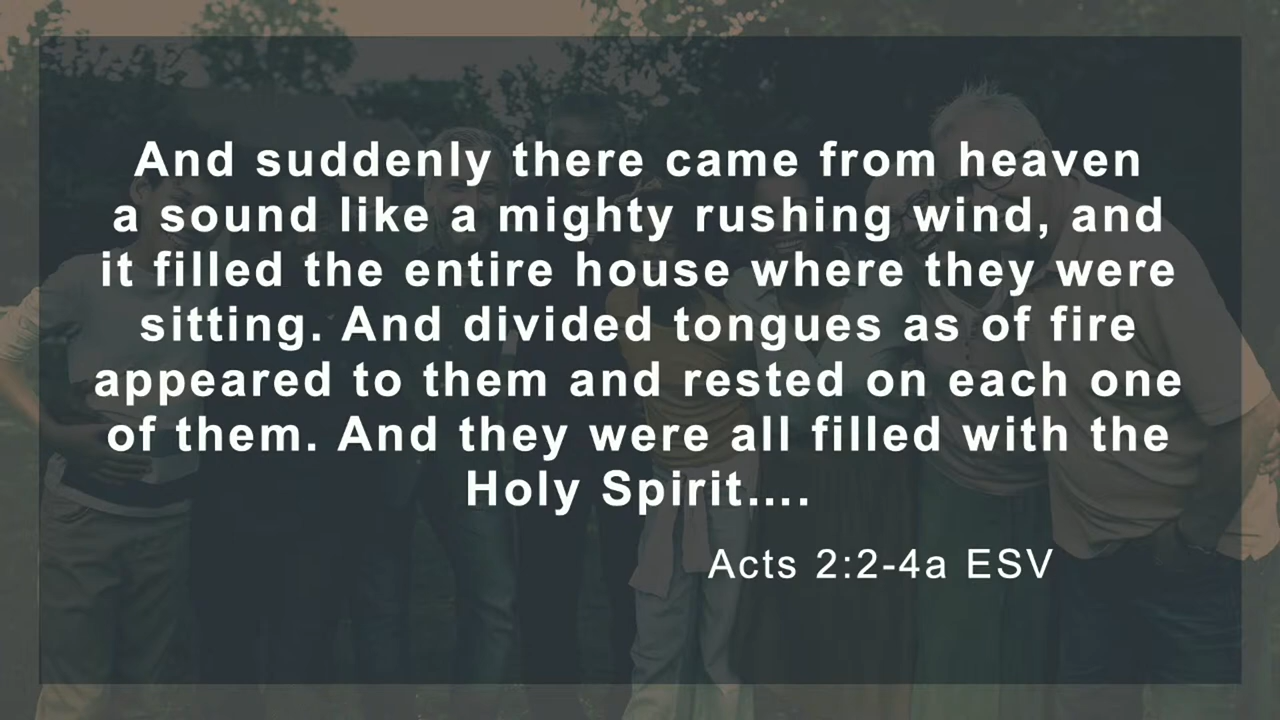 And suddenly there came from heaven
a sound like a mighty rushing wind, and
it filled the entire house where they were
sitting. And divided tongues as of fire
appeared to them and rested on each one
of them. And they were all filled with the
Holy Spirit....
Acts 2:2-4a ESV